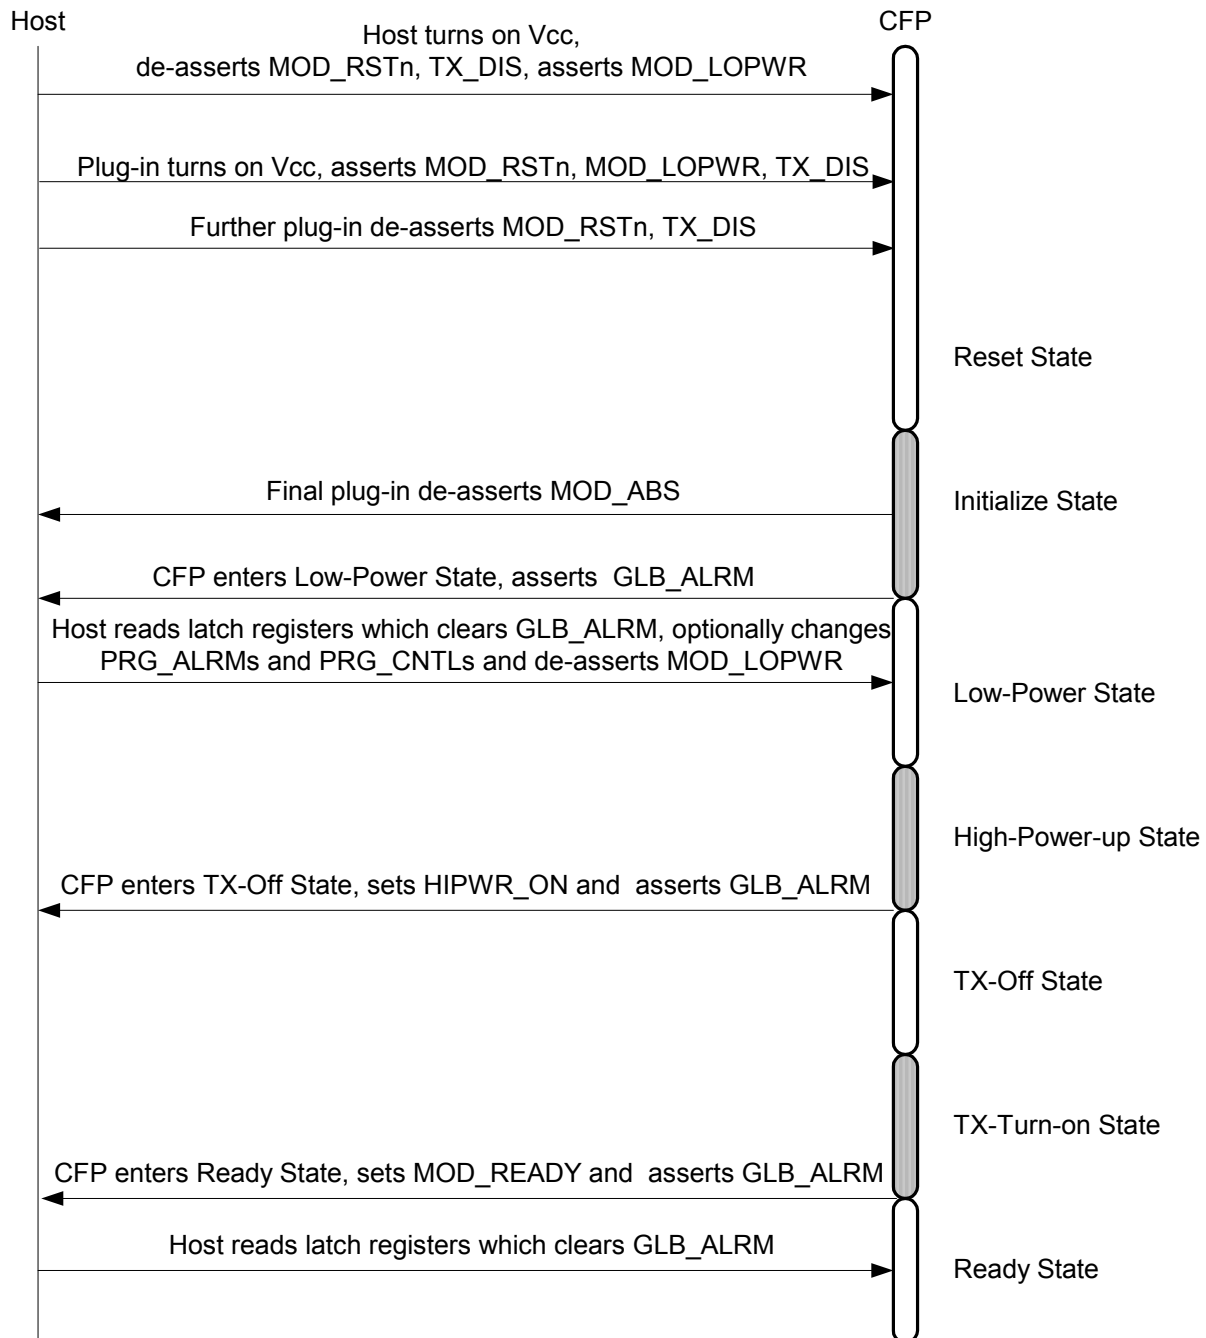 Host
CFP
Host turns on Vcc,
de-asserts MOD_RSTn, TX_DIS, asserts MOD_LOPWR
Plug-in turns on Vcc, asserts MOD_RSTn, MOD_LOPWR, TX_DIS
Further plug-in de-asserts MOD_RSTn, TX_DIS
Reset State
Final plug-in de-asserts MOD_ABS
Initialize State
CFP enters Low-Power State, asserts GLB_ALRM
Host reads latch registers which clears GLB_ALRM, optionally changes
PRG_ALRMs and PRG_CNTLs and de-asserts MOD_LOPWR
Low-Power State
High-Power-up State
CFP enters TX-Off State, sets HIPWR_ON and asserts GLB_ALRM
TX-Off State
TX-Turn-on State
CFP enters Ready State, sets MOD_READY and asserts GLB_ALRM
Host reads latch registers which clears GLB_ALRM
Ready State